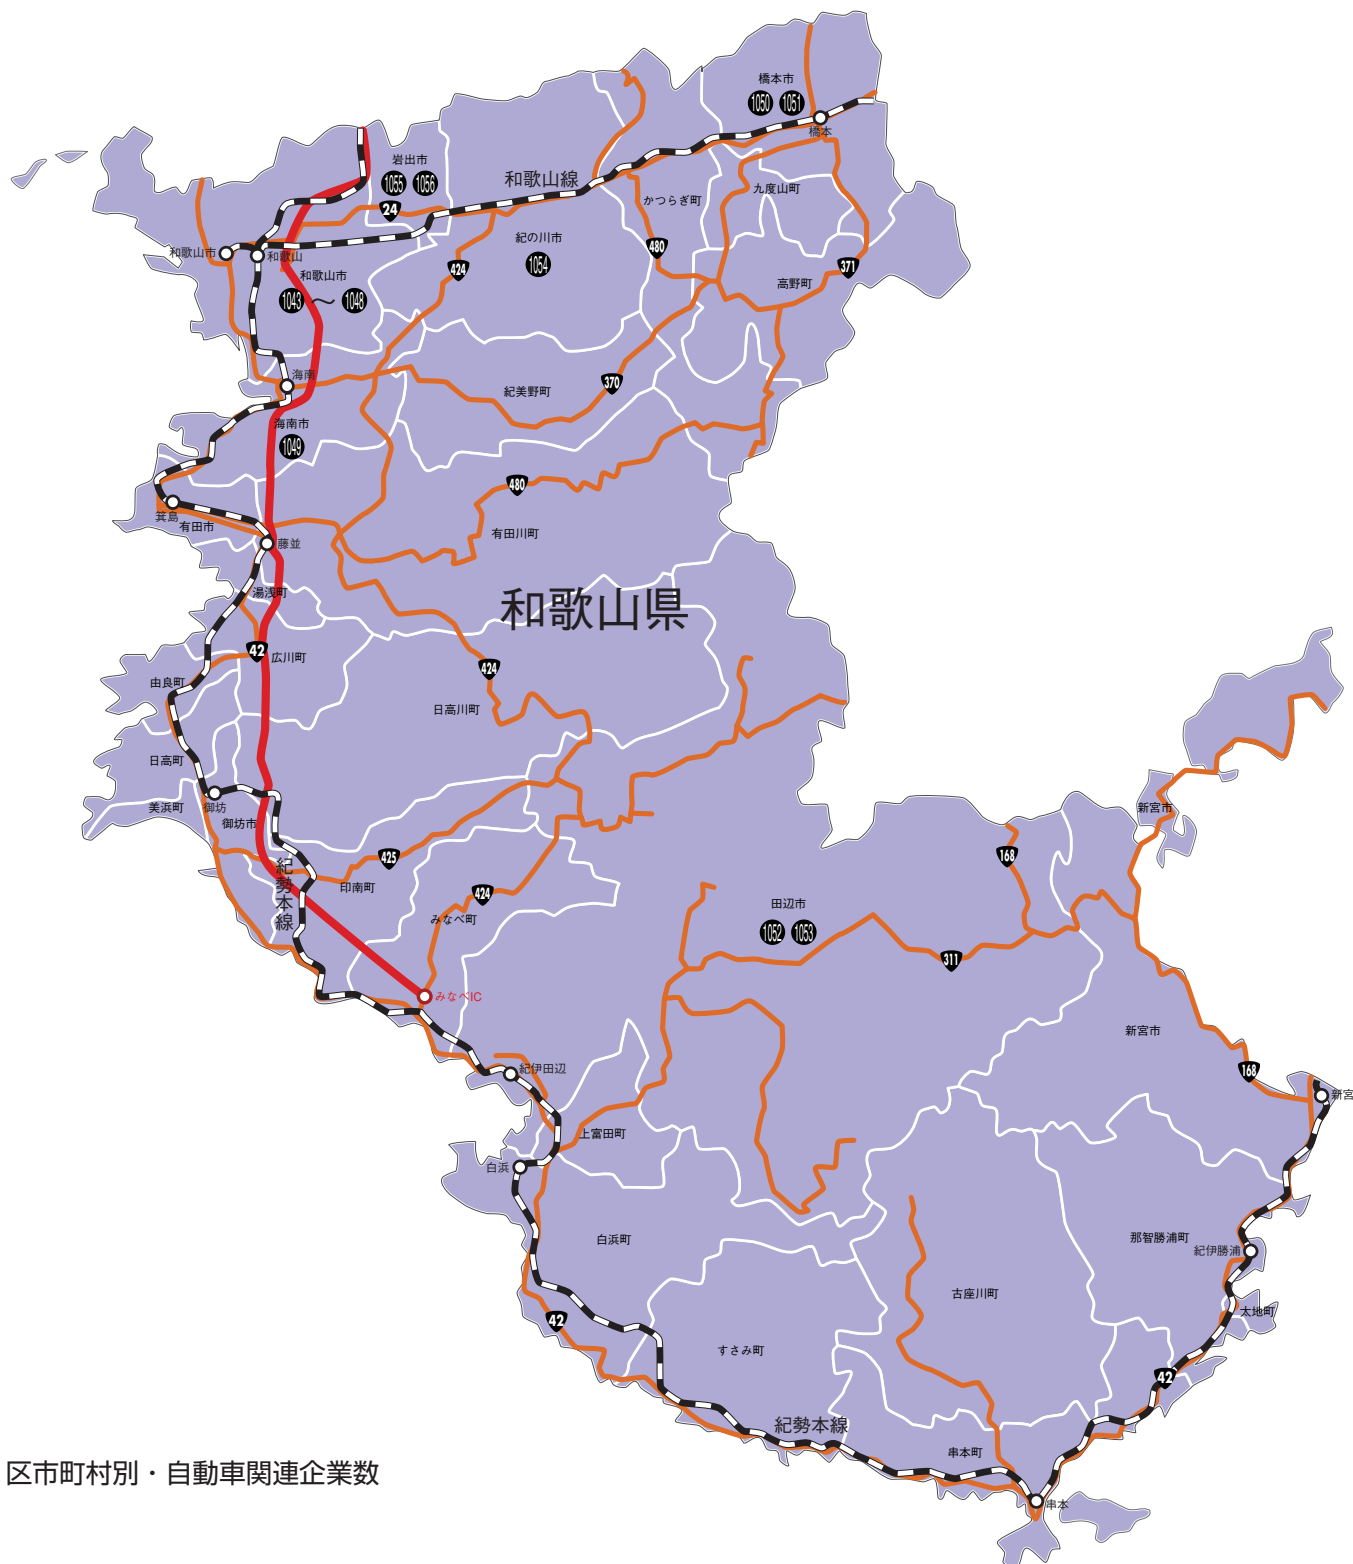 橋本市
1050 1051
橋本
岩出市
1055 1056
和歌山線
24
かつらぎ町
九度山町
和歌山市
和歌山
紀の川市
480
424
1054
371
和歌山市
高野町
1043 〜 1048
海南
370
紀美野町
海南市
1049
480
箕島
有田市
有田川町
藤並
湯浅町
和歌山県
42
広川町
424
由良町
日高川町
日高町
美浜町
御坊
新宮市
御坊市
425
168
紀勢本線
印南町
424
みなべ町
田辺市
1052 1053
311
みなべIC
新宮市
紀伊田辺
168
新宮
上富田町
白浜
白浜町
那智勝浦町
紀伊勝浦
古座川町
太地町
42
すさみ町
42
紀勢本線
串本町
区市町村別・自動車関連企業数
串本